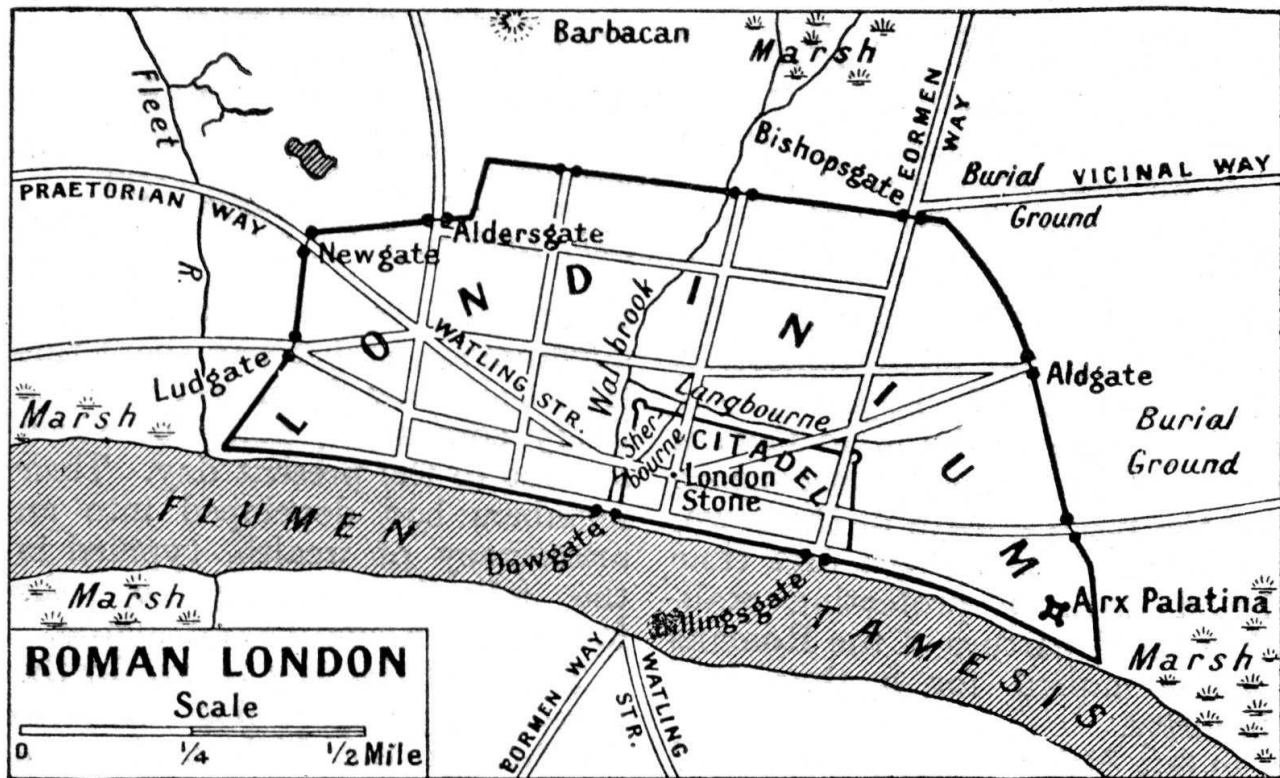 Barbacan
Marsh
Fleet
R.
EORMEN
WAY
Bishopsgate
Burial
Ground
VICINAL WAY
PRAETORIAN WAY
Newgate
Aldersgate
LONDINIUM
Walbrook
WATLING STR.
Ludgate
Langbourne
Aldgate
Marsh
Sher-
bourne
CITADEL
London
Stone
Burial
Ground
FLUMEN
TAMESIS
Dowgate
Billingsgate
Arx Palatina
Marsh
Marsh
EORMEN WAY
WATLING
STR.
ROMAN LONDON
Scale
0 1/4 1/2 Mile